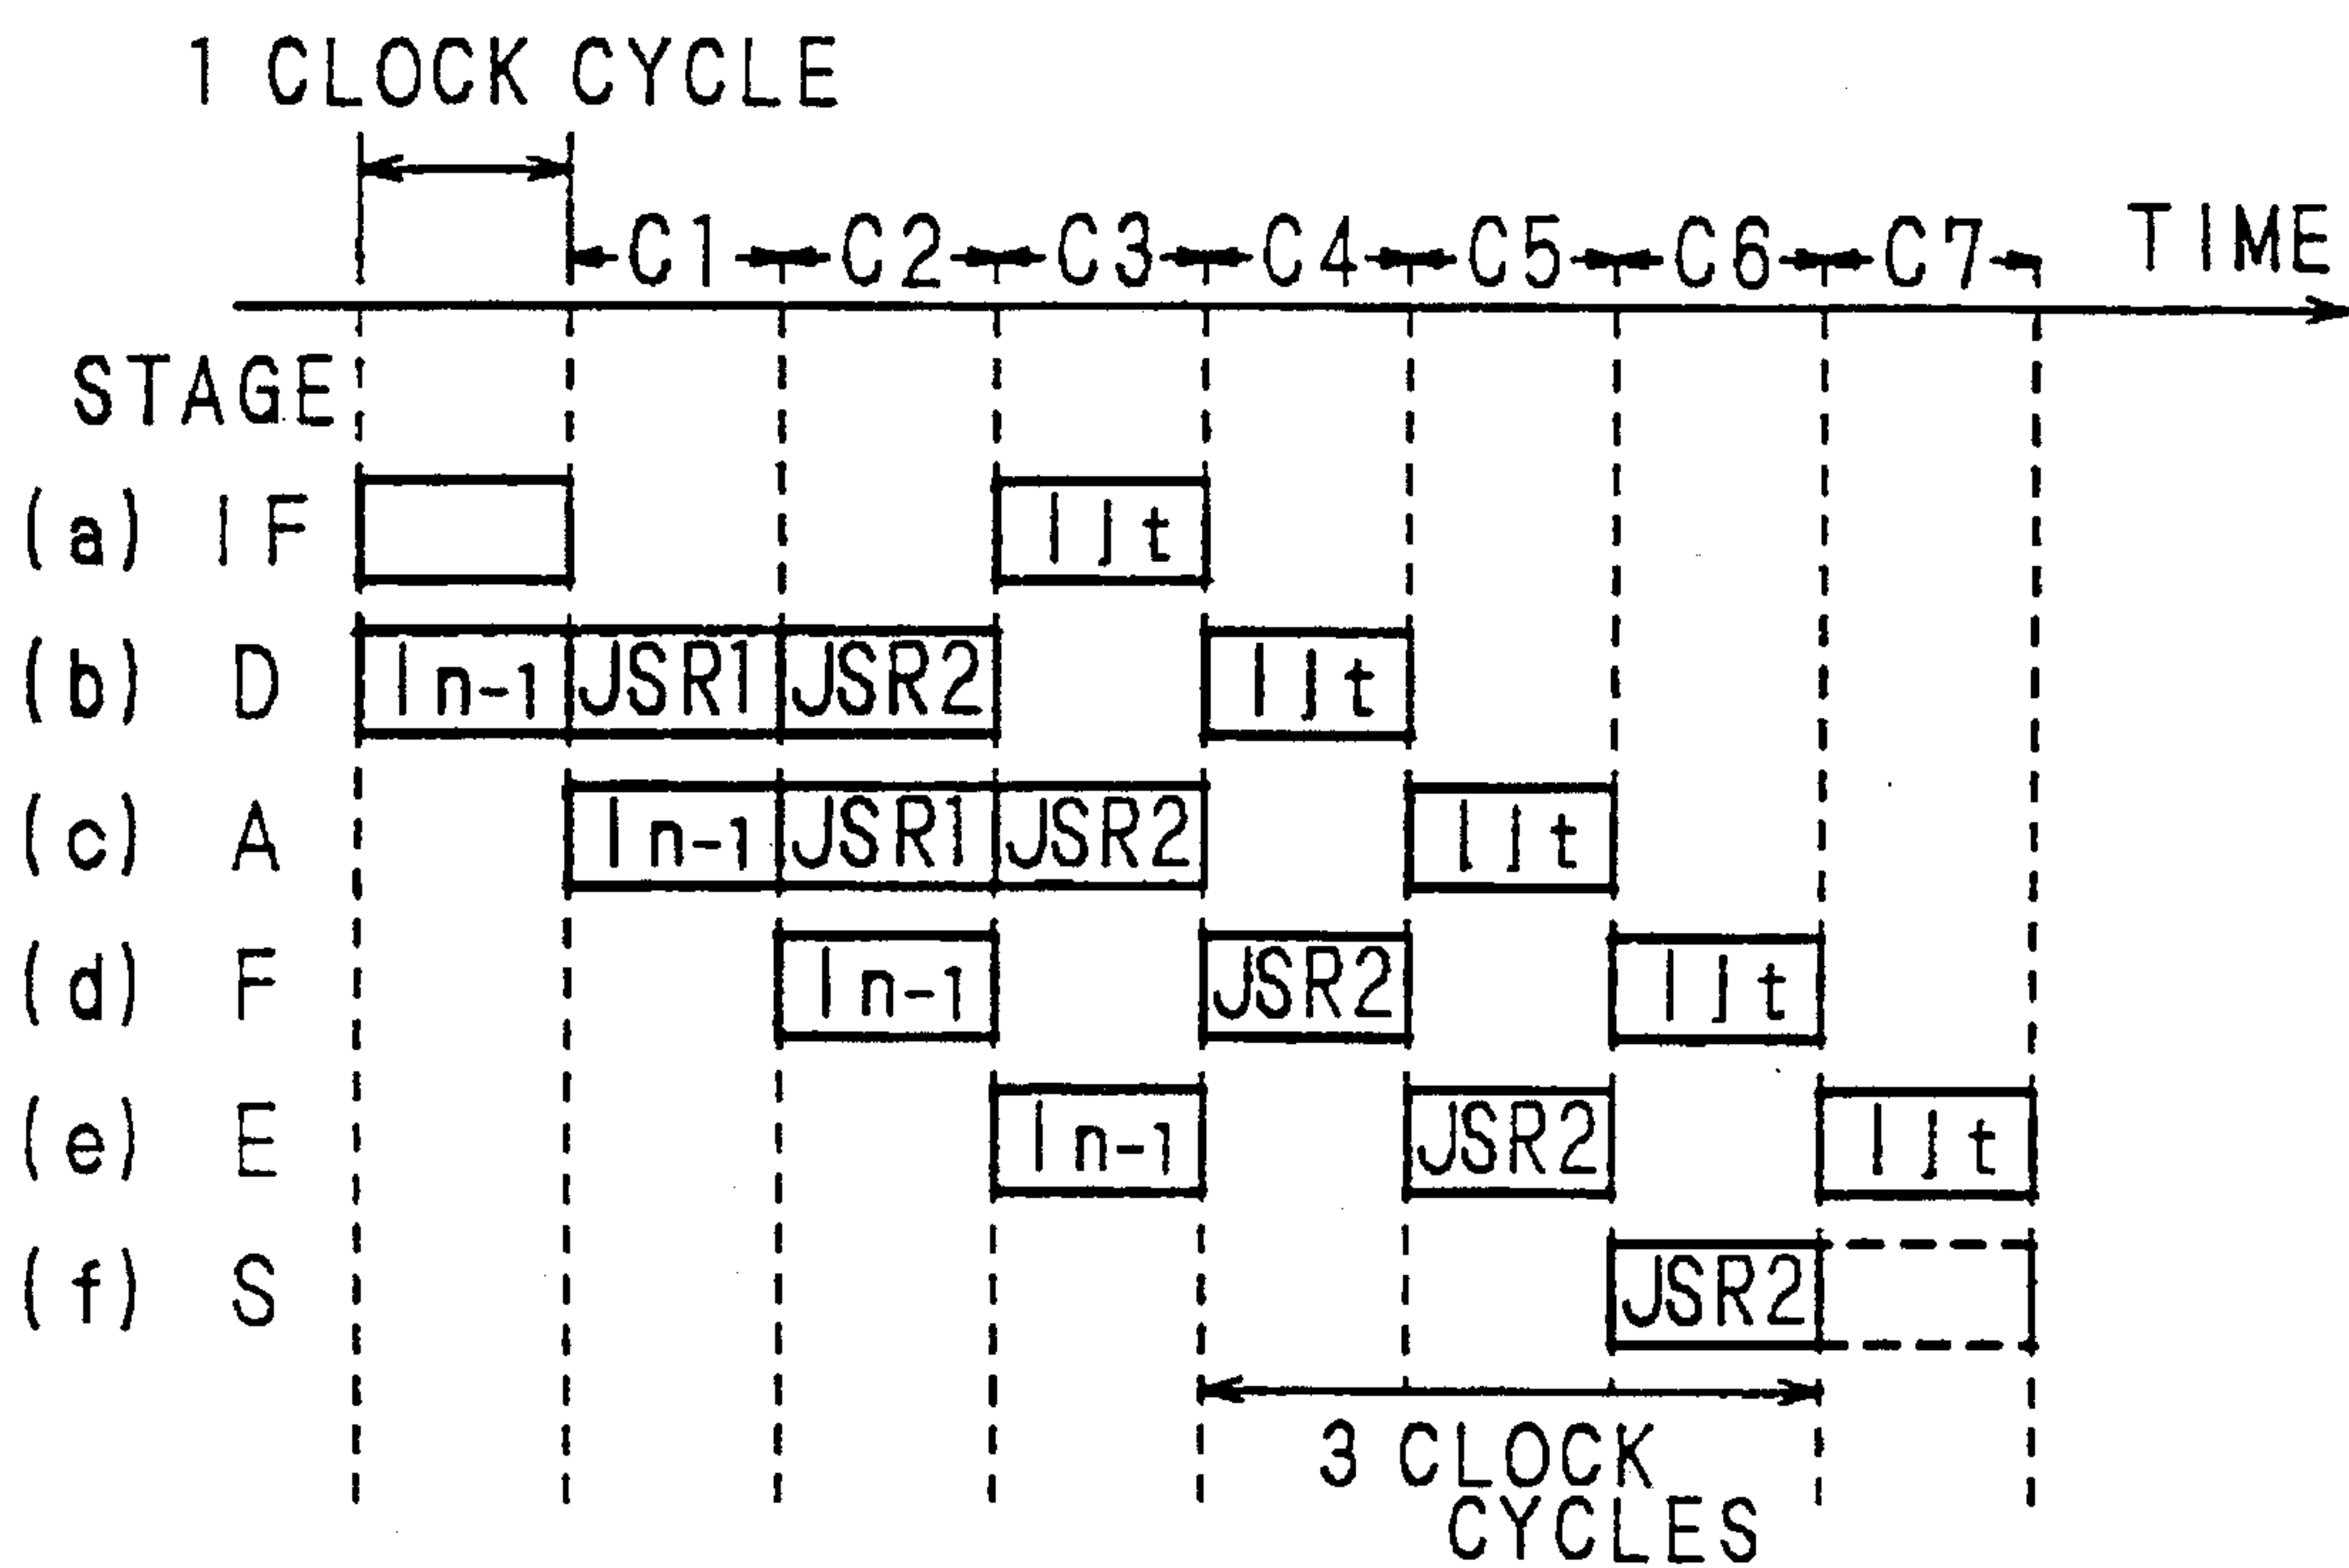 1 CLOCK CYCLE
C1 C2 C3 C4 C5 C6 C7 TIME
STAGE
(a) IF Ijt
(b) D In-1 JSR1 JSR2 Ijt
(c) A In-1 JSR1 JSR2 Ijt
(d) F In-1 JSR2 Ijt
(e) E In-1 JSR2 Ijt
(f) S JSR2
3 CLOCK
CYCLES